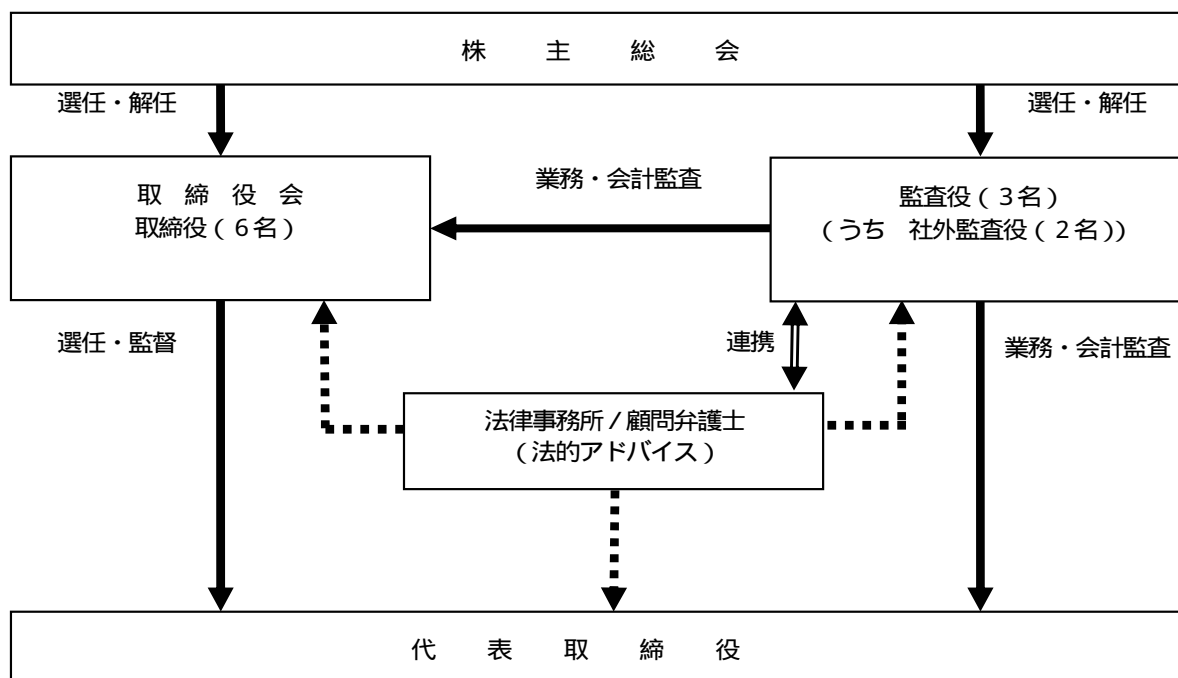 株 主 総 会
選任・解任
選任・解任
取 締 役 会
取締役(6名)
業務・会計監査
監査役(3名)
(うち 社外監査役(2名))
選任・監督
連携
業務・会計監査
法律事務所/顧問弁護士
(法的アドバイス)
代 表 取 締 役